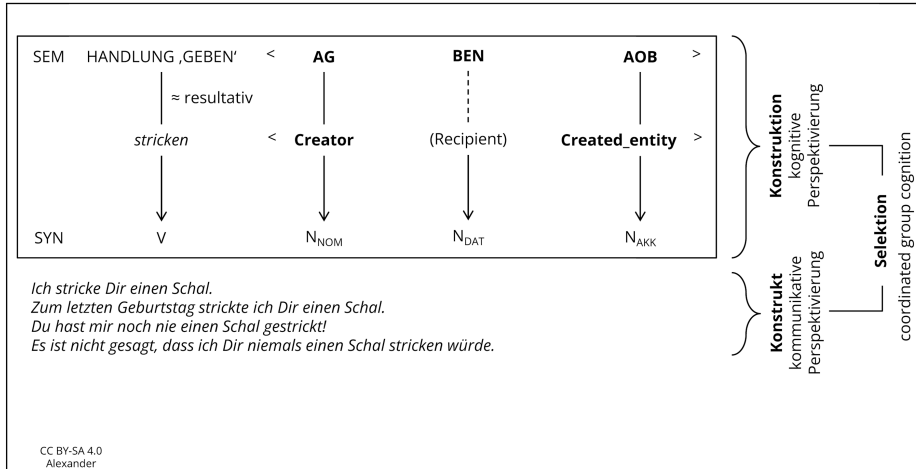 SEM HANDLUNG ‚GEBEN‘ < AG BEN AOB >
≈ resultativ
stricken < Creator (Recipient) Created_entity >
SYN V N_NOM N_DAT N_AKK
Ich stricke Dir einen Schal.
Zum letzten Geburtstag strickte ich Dir einen Schal.
Du hast mir noch nie einen Schal gestrickt!
Es ist nicht gesagt, dass ich Dir niemals einen Schal stricken würde.
Konstruktion
kognitive
Perspektivierung
Konstrukt
kommunikative
Perspektivierung
Selektion
coordinated group cognition
CC BY-SA 4.0
Alexander